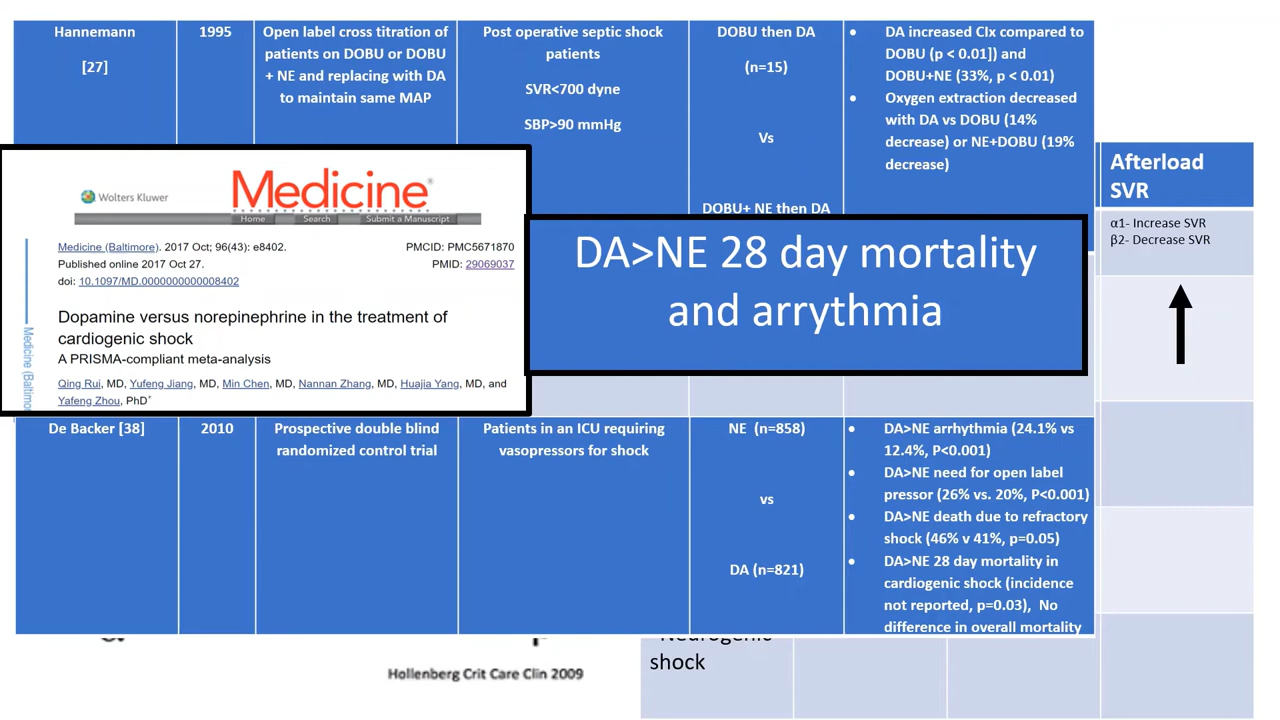 Hannemann
[27]
1995
Open label cross titration of
patients on DOBU or DOBU
+ NE and replacing with DA
to maintain same MAP
Post operative septic shock
patients
SVR<700 dyne
SBP>90 mmHg
DOBU then DA
(n=15)
Vs
DOBU+ NE then DA
• DA increased CIx compared to
DOBU (p < 0.01]) and
DOBU+NE (33%, p < 0.01)
• Oxygen extraction decreased
with DA vs DOBU (14%
decrease) or NE+DOBU (19%
decrease)
Afterload
SVR
α1- Increase SVR
β2- Decrease SVR
Wolters Kluwer
Medicine®
Home
Search
Submit a Manuscript
Medicine (Baltimore). 2017 Oct; 96(43): e8402.
PMCID: PMC5671870
Published online 2017 Oct 27.
PMID: 29069037
doi: 10.1097/MD.0000000000008402
Dopamine versus norepinephrine in the treatment of
cardiogenic shock
A PRISMA-compliant meta-analysis
Qing Rui, MD, Yufeng Jiang, MD, Min Chen, MD, Nannan Zhang, MD, Huajia Yang, MD, and
Yafeng Zhou, PhD*
Medicine (Baltimo
DA>NE 28 day mortality
and arrythmia
De Backer [38]
2010
Prospective double blind
randomized control trial
Patients in an ICU requiring
vasopressors for shock
NE (n=858)
vs
DA (n=821)
• DA>NE arrhythmia (24.1% vs
12.4%, P<0.001)
• DA>NE need for open label
pressor (26% vs. 20%, P<0.001)
• DA>NE death due to refractory
shock (46% v 41%, p=0.05)
• DA>NE 28 day mortality in
cardiogenic shock (incidence
not reported, p=0.03), No
difference in overall mortality
Neurogenic
shock
Hollenberg Crit Care Clin 2009